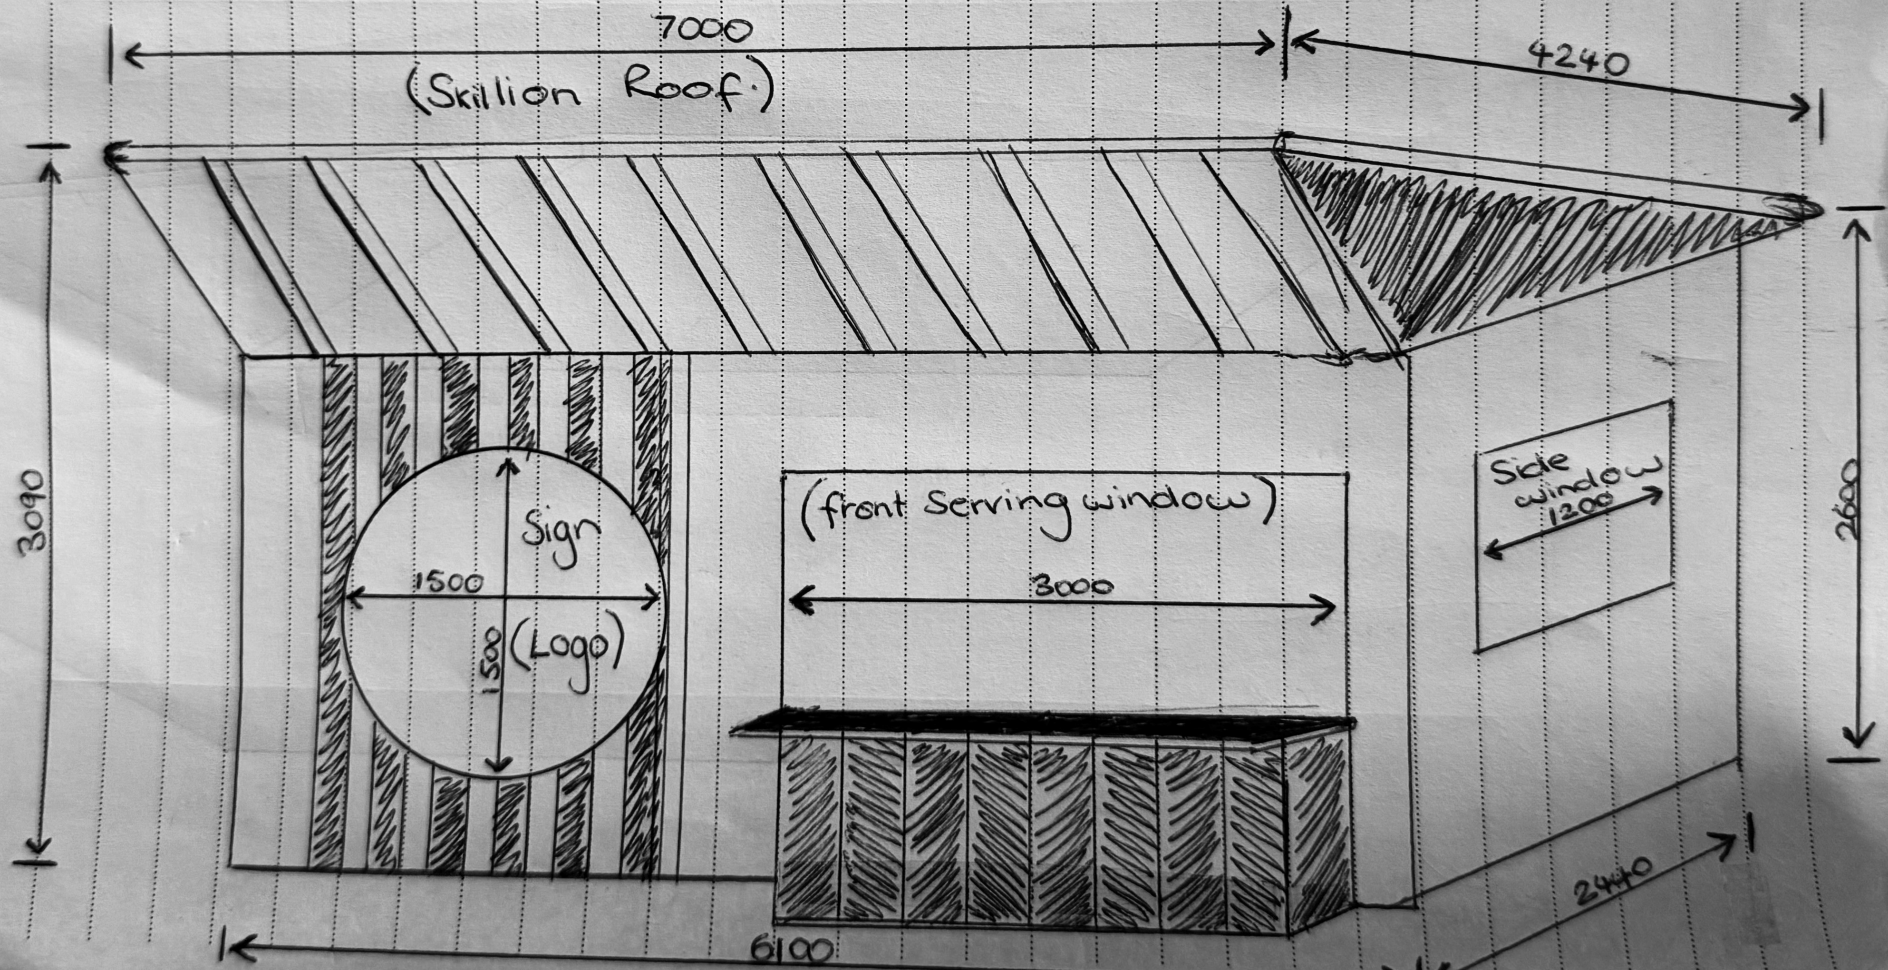 7000
4240
(Skillion Roof.)
3090
2600
Sign
1500
1500
(Logo)
(front Serving window)
3000
Side
window
1200
2440
6100